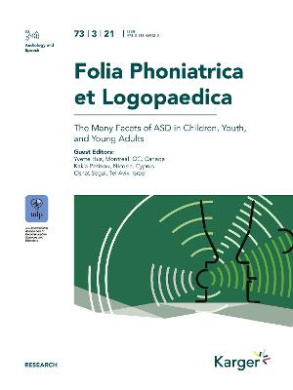 73 | 3 | 21
Folia Phoniatrica
et Logopaedica
The Many Facets of ASD in Children, Youth,
and Young Adults
Guest Editors:
Yvette Hus, Montreal, QC, Canada
Kakia Petinou, Nicosia, Cyprus
Osnat Segal, Tel Aviv, Israel
Audiology and
Speech
ialp
RESEARCH
Karger